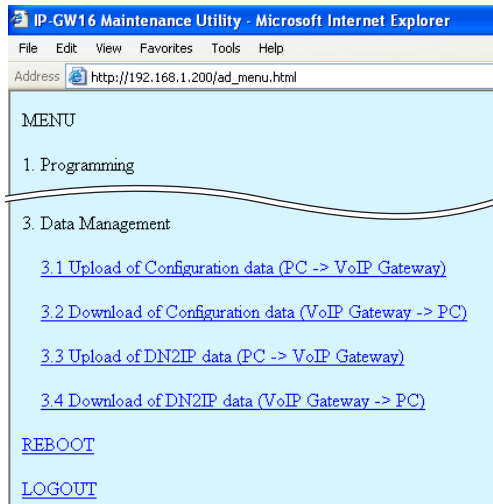 IP-GW16 Maintenance Utility - Microsoft Internet Explorer
File Edit View Favorites Tools Help
Address http://192.168.1.200/ad_menu.html
MENU
1. Programming
3. Data Management
3.1 Upload of Configuration data (PC -> VoIP Gateway)
3.2 Download of Configuration data (VoIP Gateway -> PC)
3.3 Upload of DN2IP data (PC -> VoIP Gateway)
3.4 Download of DN2IP data (VoIP Gateway -> PC)
REBOOT
LOGOUT